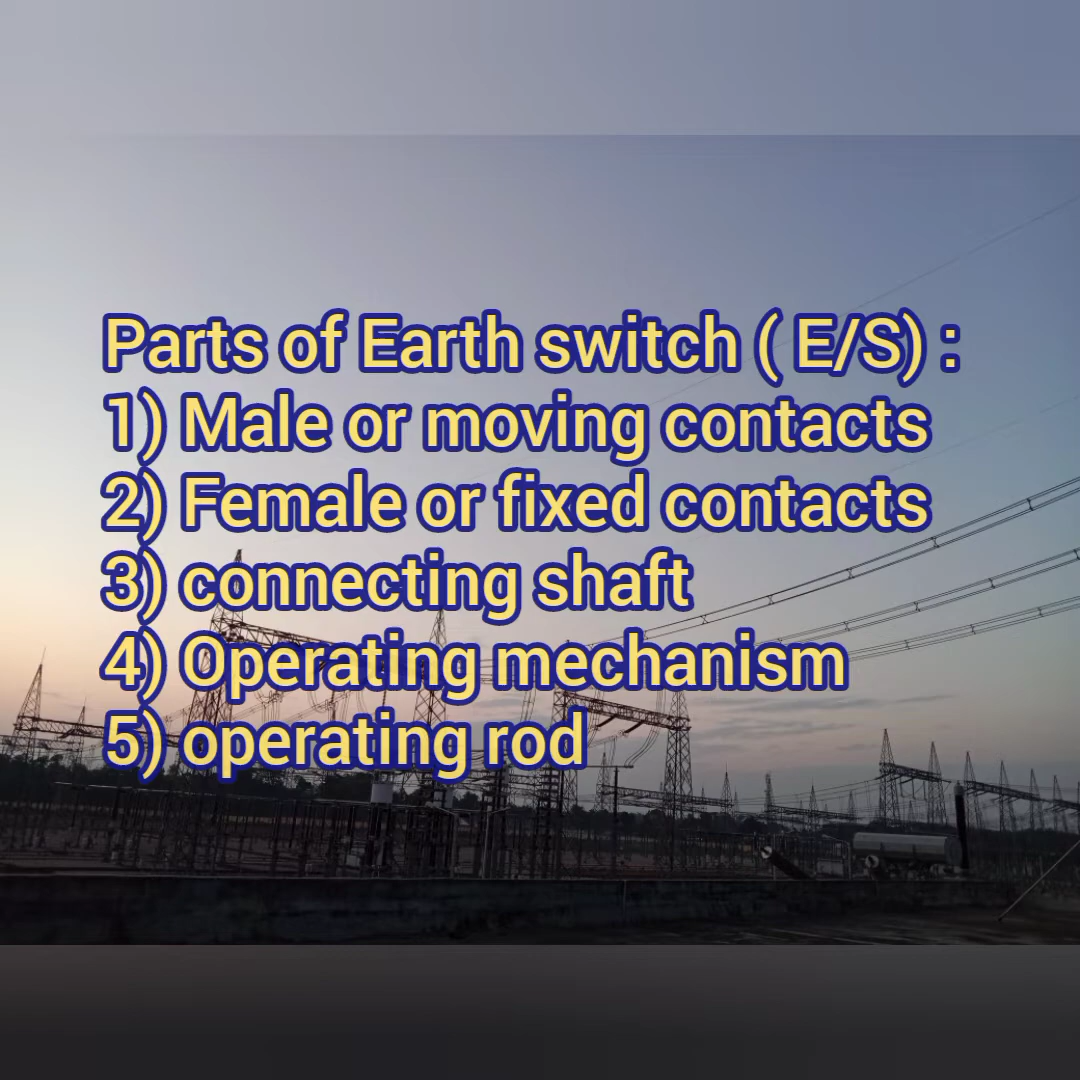 Parts of Earth switch ( E/S) :
1) Male or moving contacts
2) Female or fixed contacts
3) connecting shaft
4) Operating mechanism
5) operating rod